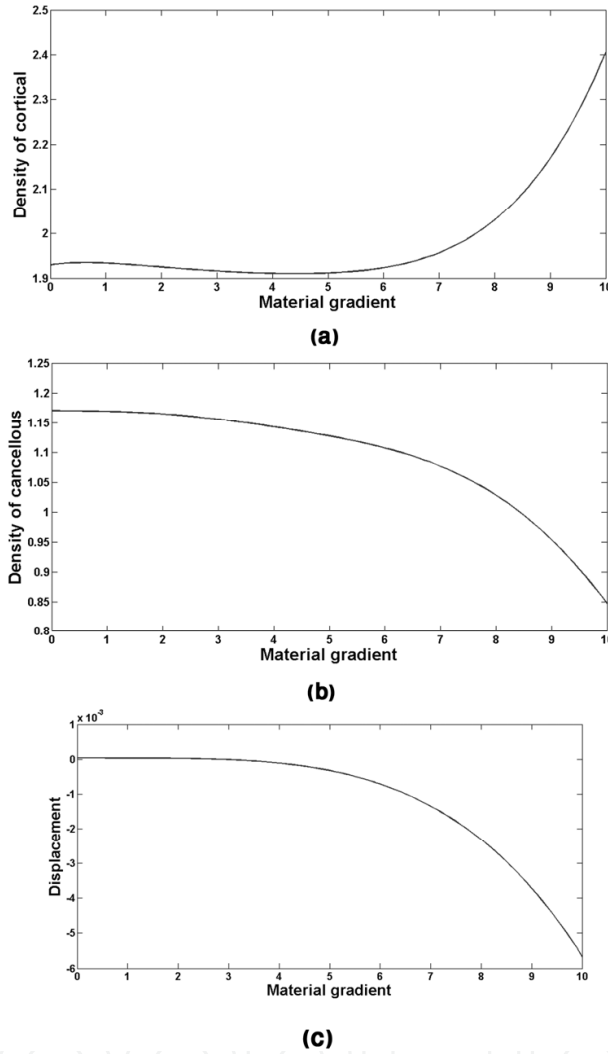 2.5
2.4
2.3
2.2
2.1
2
1.9
Density of cortical
0 1 2 3 4 5 6 7 8 9 10
Material gradient
(a)
1.25
1.2
1.15
1.1
1.05
1
0.95
0.9
0.85
0.8
Density of cancellous
0 1 2 3 4 5 6 7 8 9 10
Material gradient
(b)
x 10-3
1
0
-1
-2
-3
-4
-5
-6
Displacement
0 1 2 3 4 5 6 7 8 9 10
Material gradient
(c)